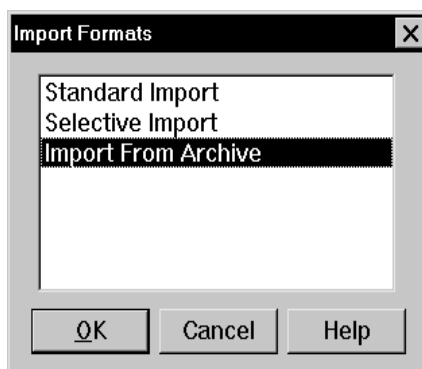 Import Formats
Standard Import
Selective Import
Import From Archive
OK Cancel Help